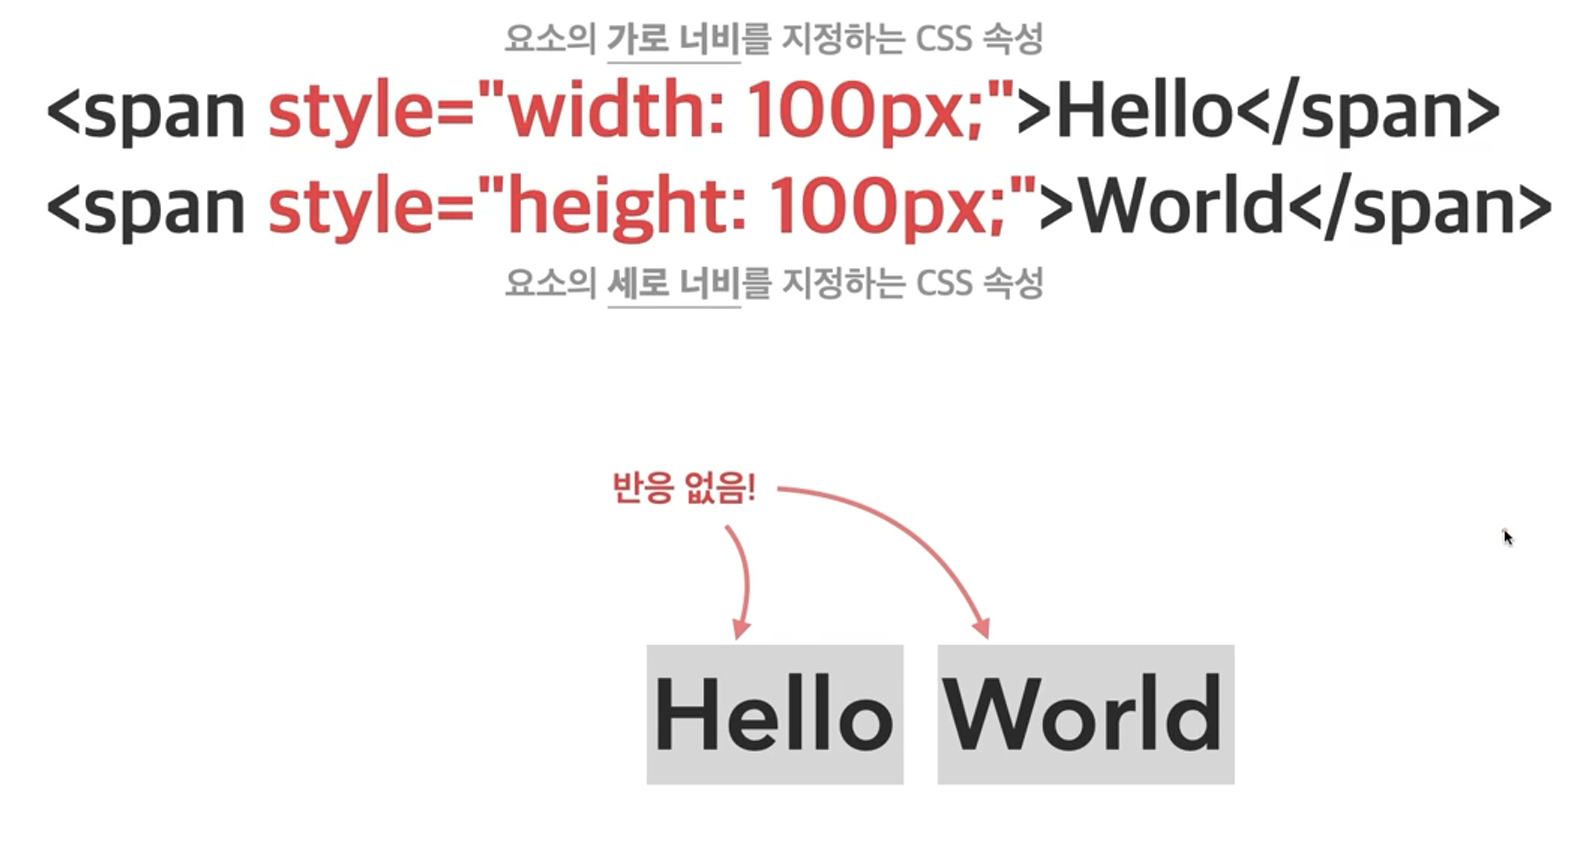 요소의 가로 너비를 지정하는 CSS 속성
<span style="width: 100px;">Hello</span>
<span style="height: 100px;">World</span>
요소의 세로 너비를 지정하는 CSS 속성
반응 없음!
Hello World